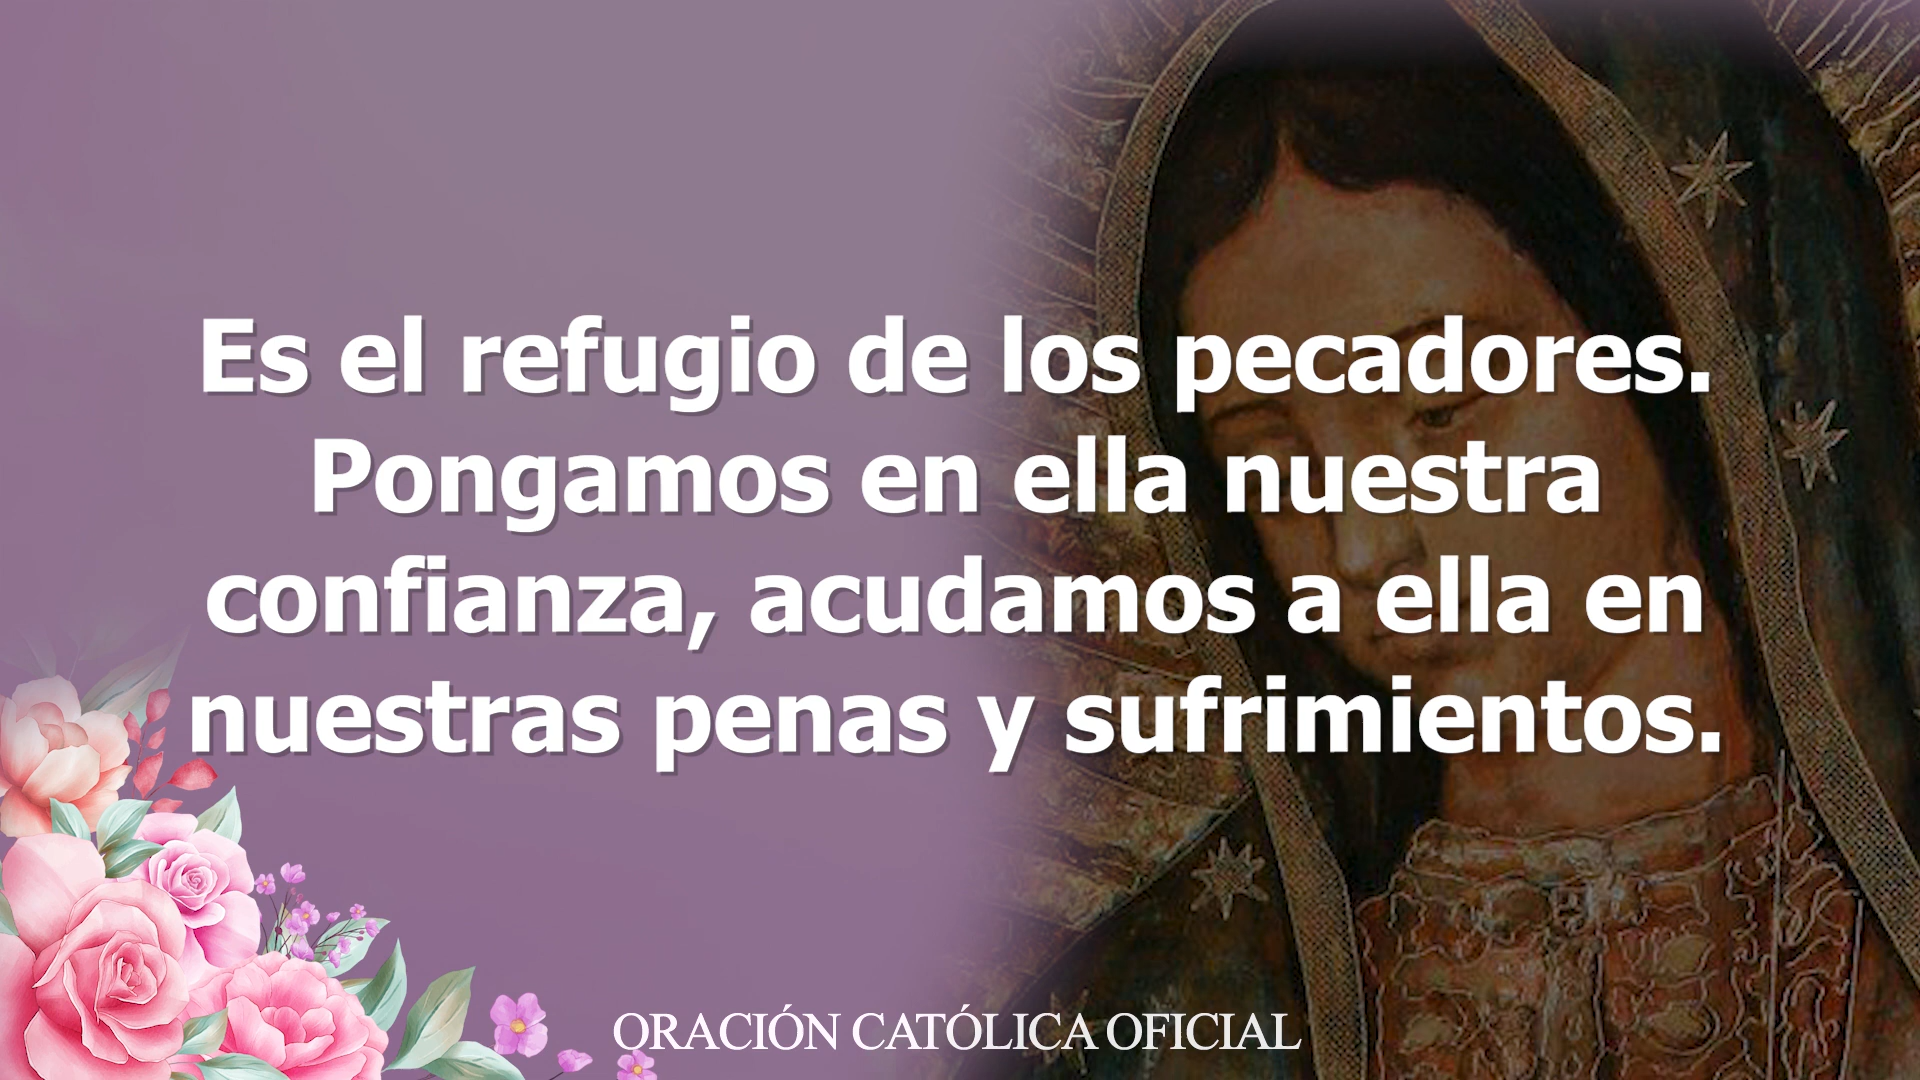 Es el refugio de los pecadores.
Pongamos en ella nuestra
confianza, acudamos a ella en
nuestras penas y sufrimientos.
ORACIÓN CATÓLICA OFICIAL